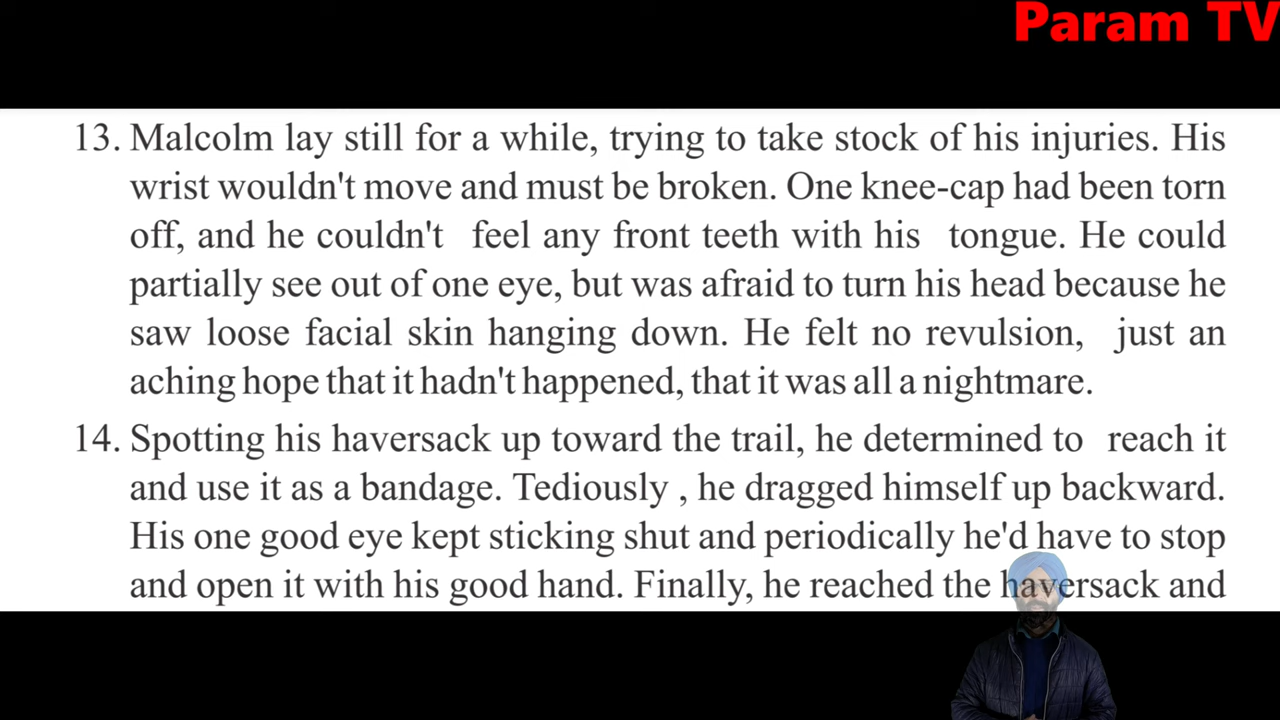 Param TV
13. Malcolm lay still for a while, trying to take stock of his injuries. His
wrist wouldn't move and must be broken. One knee-cap had been torn
off, and he couldn't feel any front teeth with his tongue. He could
partially see out of one eye, but was afraid to turn his head because he
saw loose facial skin hanging down. He felt no revulsion, just an
aching hope that it hadn't happened, that it was all a nightmare.
14. Spotting his haversack up toward the trail, he determined to reach it
and use it as a bandage. Tediously , he dragged himself up backward.
His one good eye kept sticking shut and periodically he'd have to stop
and open it with his good hand. Finally, he reached the haversack and